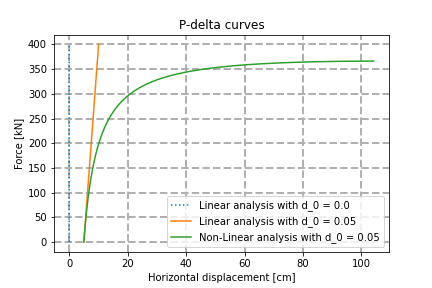 P-delta curves
Force [kN]
400
350
300
250
200
150
100
50
0
Linear analysis with d_0 = 0.0
Linear analysis with d_0 = 0.05
Non-Linear analysis with d_0 = 0.05
0 20 40 60 80 100
Horizontal displacement [cm]